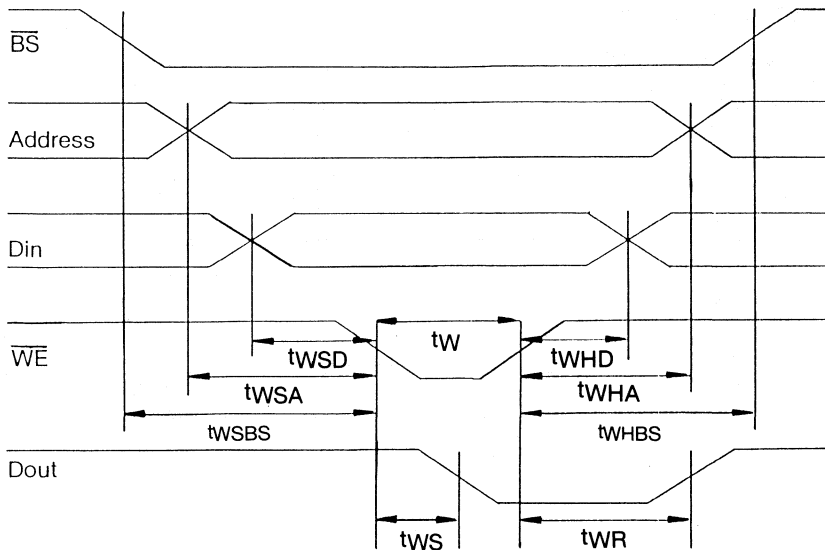 BS
Address
Din
tW
tWSD
tWHD
WE
tWSA
tWHA
tWSBS
tWHBS
Dout
tWS
tWR